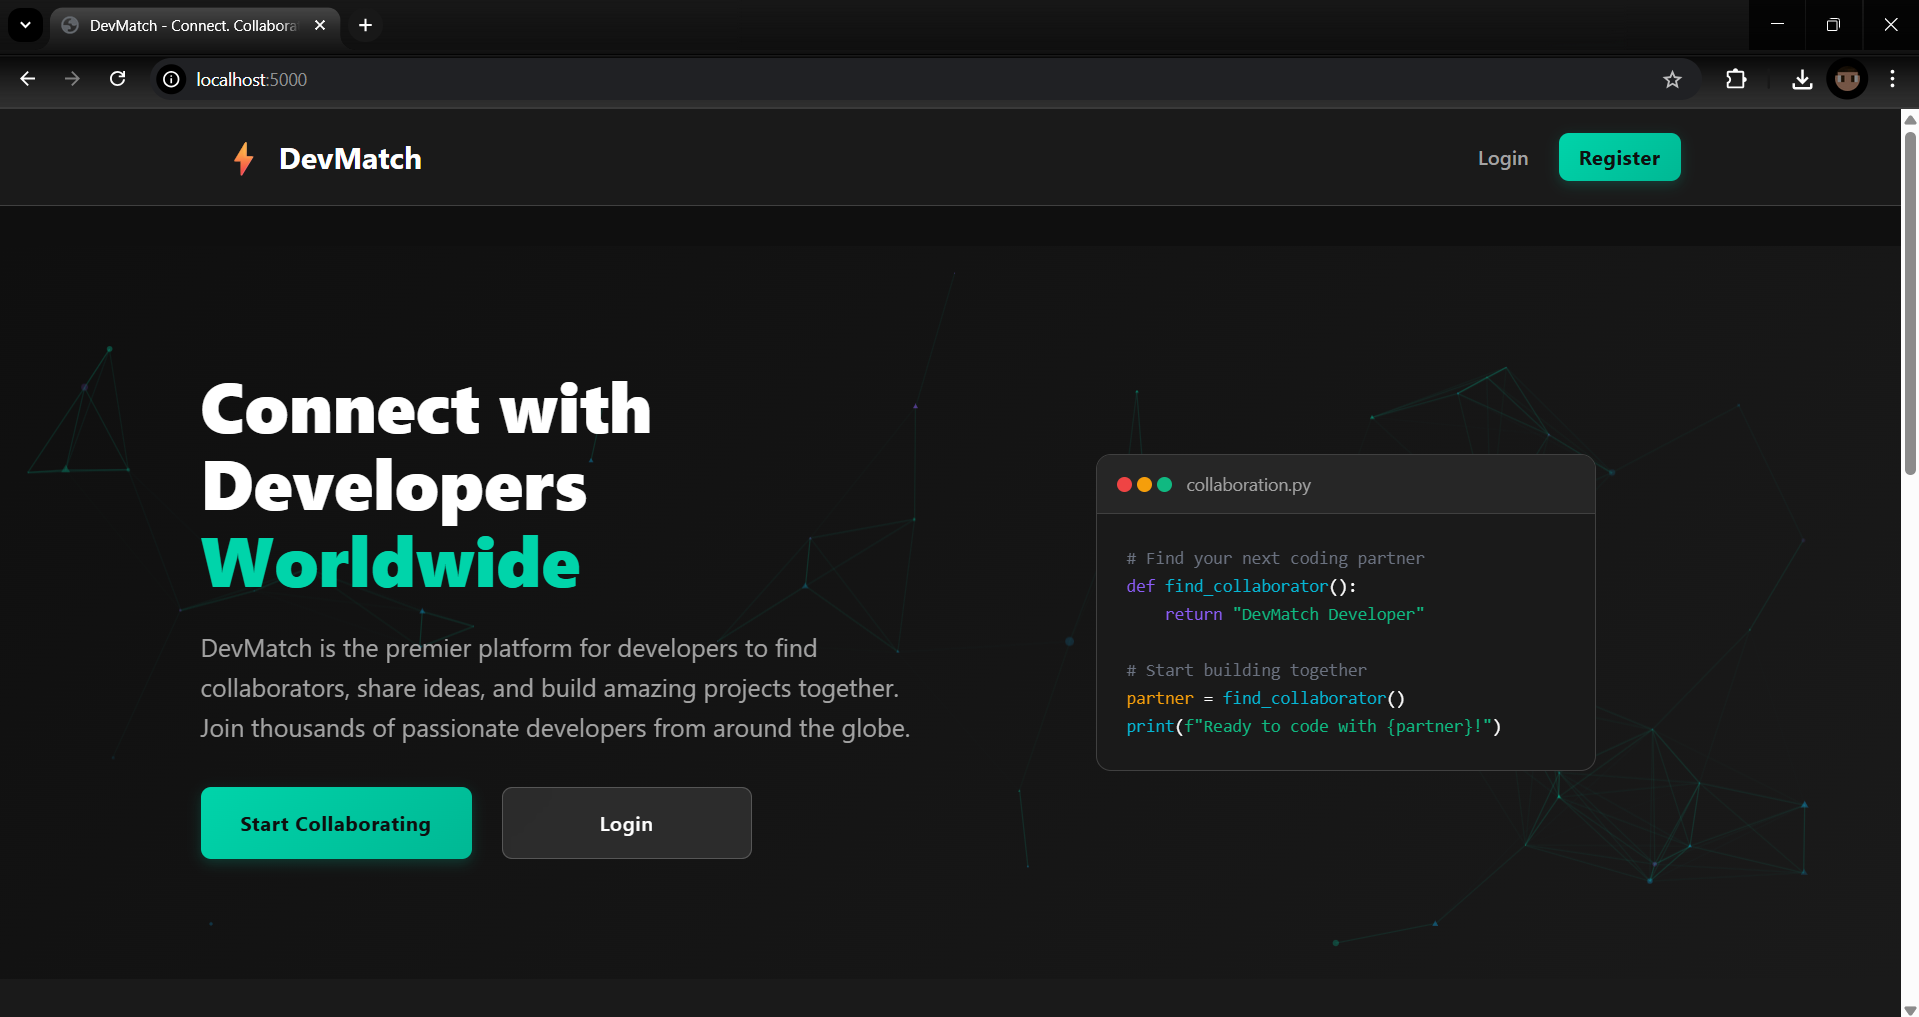 DevMatch - Connect. Collabora
localhost:5000
DevMatch
Login
Register
Connect with
Developers
Worldwide
DevMatch is the premier platform for developers to find
collaborators, share ideas, and build amazing projects together.
Join thousands of passionate developers from around the globe.
Start Collaborating
Login
collaboration.py
# Find your next coding partner
def find_collaborator():
    return "DevMatch Developer"
# Start building together
partner = find_collaborator()
print(f"Ready to code with {partner}!")